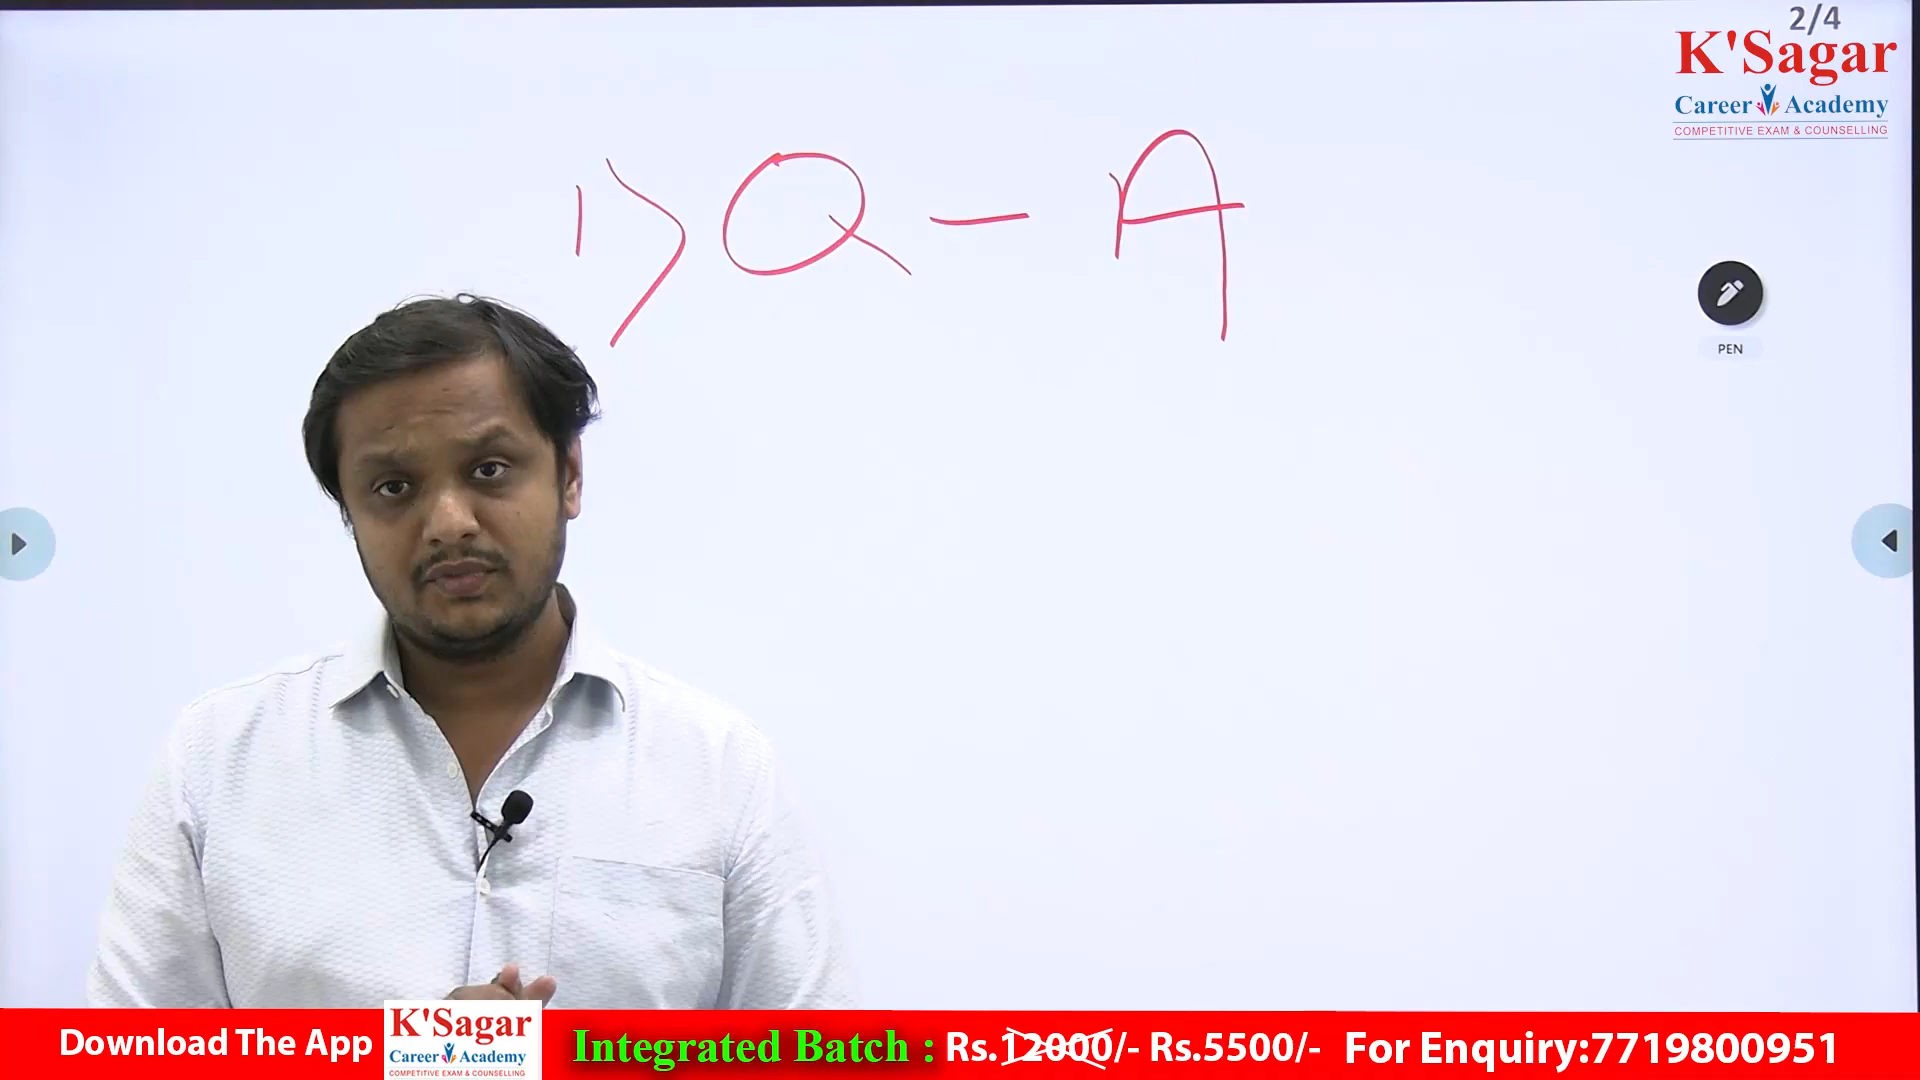 2/4
K'Sagar
Career Academy
COMPETITIVE EXAM & COUNSELLING
1) Q - A
PEN
Download The App
K'Sagar
Career Academy
COMPETITIVE EXAM & COUNSELLING
Integrated Batch : Rs.12000/- Rs.5500/- For Enquiry:7719800951